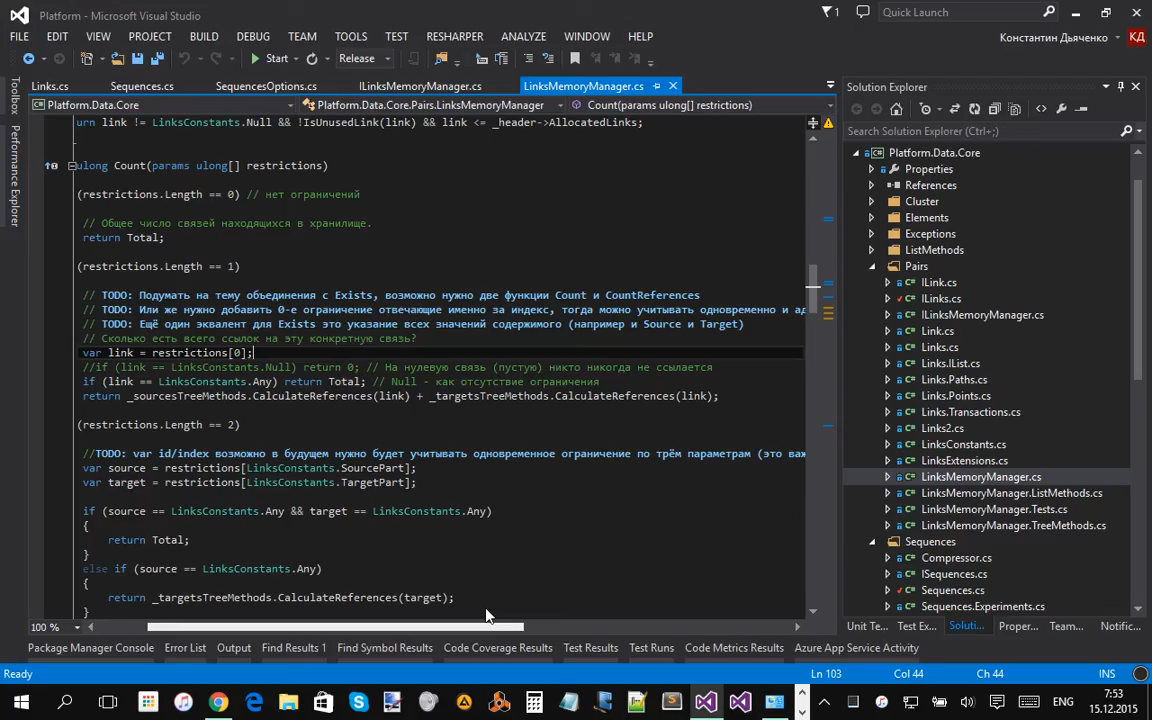 Platform - Microsoft Visual Studio
1
Quick Launch
FILE EDIT VIEW PROJECT BUILD DEBUG TEAM TOOLS TEST RESHARPER ANALYZE WINDOW HELP
Константин Дьяченко КД
Start Release
Links.cs Sequences.cs SequencesOptions.cs ILinksMemoryManager.cs LinksMemoryManager.cs
Platform.Data.Core Platform.Data.Core.Pairs.LinksMemoryManager Count(params ulong[] restrictions)
Toolbox
Performance Explorer
urn link != LinksConstants.Null && !IsUnusedLink(link) && link <= _header->AllocatedLinks;
ulong Count(params ulong[] restrictions)
(restrictions.Length == 0) // нет ограничений
// Общее число связей находящихся в хранилище.
return Total;
(restrictions.Length == 1)
// TODO: Подумать на тему объединения с Exists, возможно нужно две функции Count и CountReferences
// TODO: Или же нужно добавить 0-е ограничение отвечающие именно за индекс, тогда можно учитывать одновременно и ад
// TODO: Ещё один эквалент для Exists это указание всех значений содержимого (например и Source и Target)
// Сколько есть всего ссылок на эту конкретную связь?
var link = restrictions[0];
//if (link == LinksConstants.Null) return 0; // На нулевую связь (пустую) никто никогда не ссылается
if (link == LinksConstants.Any) return Total; // Null - как отсутствие ограничения
return _sourcesTreeMethods.CalculateReferences(link) + _targetsTreeMethods.CalculateReferences(link);
(restrictions.Length == 2)
//TODO: var id/index возможно в будущем нужно будет учитывать одновременное ограничение по трём параметрам (это важ
var source = restrictions[LinksConstants.SourcePart];
var target = restrictions[LinksConstants.TargetPart];
if (source == LinksConstants.Any && target == LinksConstants.Any)
{
return Total;
}
else if (source == LinksConstants.Any)
{
return _targetsTreeMethods.CalculateReferences(target);
}
100 %
Solution Explorer
Search Solution Explorer (Ctrl+;)
Platform.Data.Core
Properties
References
Cluster
Elements
Exceptions
ListMethods
Pairs
ILink.cs
ILinks.cs
ILinksMemoryManager.cs
Link.cs
Links.cs
Links.IList.cs
Links.Paths.cs
Links.Points.cs
Links.Transactions.cs
Links2.cs
LinksConstants.cs
LinksExtensions.cs
LinksMemoryManager.cs
LinksMemoryManager.ListMethods.cs
LinksMemoryManager.Tests.cs
LinksMemoryManager.TreeMethods.cs
Sequences
Compressor.cs
ISequences.cs
Sequences.cs
Sequences.Experiments.cs
Unit Te... Test Ex... Soluti... Proper... Team... Notific...
Package Manager Console Error List Output Find Results 1 Find Symbol Results Code Coverage Results Test Results Test Runs Code Metrics Results Azure App Service Activity
Ready Ln 103 Col 44 Ch 44 INS
ENG
7:53
15.12.2015